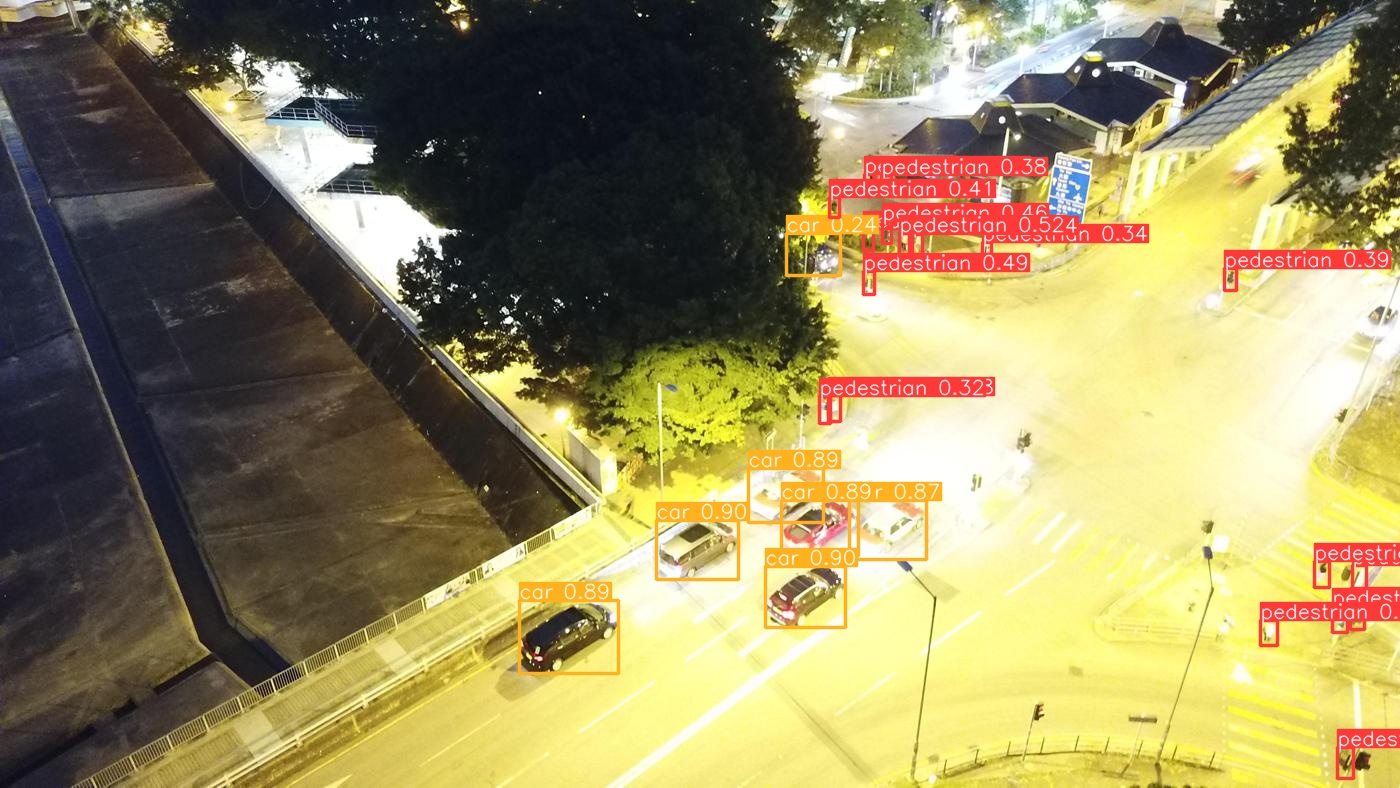 pedestrian 0.38
pedestrian 0.41
car 0.24
pedestrian 0.46
pedestrian 0.524
pedestrian 0.34
pedestrian 0.49
pedestrian 0.39
pedestrian 0.323
car 0.89
car 0.89
r 0.87
car 0.90
car 0.90
car 0.89
pedestri
pedest
pedestrian 0.
pedes